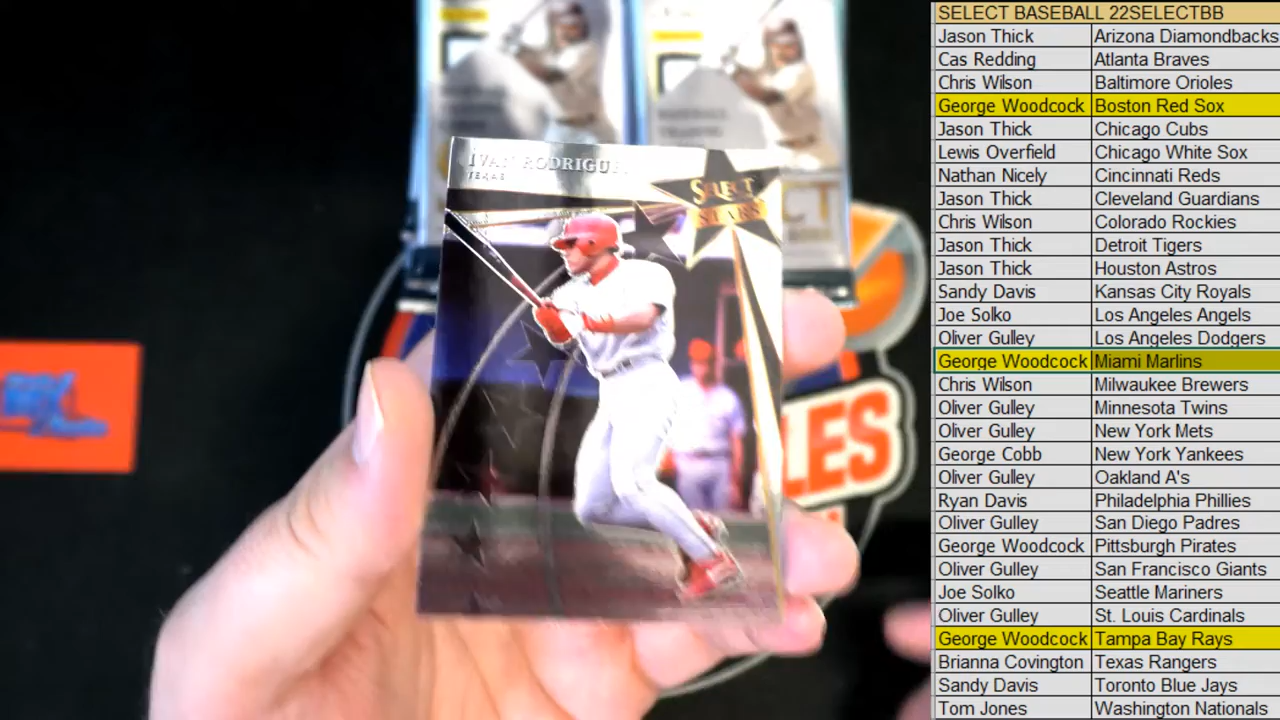 IVAN RODRIGU
TEXAS
SELECT
STARS
CT
LES
SELECT BASEBALL 22SELECTBB
Jason Thick Arizona Diamondbacks
Cas Redding Atlanta Braves
Chris Wilson Baltimore Orioles
George Woodcock Boston Red Sox
Jason Thick Chicago Cubs
Lewis Overfield Chicago White Sox
Nathan Nicely Cincinnati Reds
Jason Thick Cleveland Guardians
Chris Wilson Colorado Rockies
Jason Thick Detroit Tigers
Jason Thick Houston Astros
Sandy Davis Kansas City Royals
Joe Solko Los Angeles Angels
Oliver Gulley Los Angeles Dodgers
George Woodcock Miami Marlins
Chris Wilson Milwaukee Brewers
Oliver Gulley Minnesota Twins
Oliver Gulley New York Mets
George Cobb New York Yankees
Oliver Gulley Oakland A's
Ryan Davis Philadelphia Phillies
Oliver Gulley San Diego Padres
George Woodcock Pittsburgh Pirates
Oliver Gulley San Francisco Giants
Joe Solko Seattle Mariners
Oliver Gulley St. Louis Cardinals
George Woodcock Tampa Bay Rays
Brianna Covington Texas Rangers
Sandy Davis Toronto Blue Jays
Tom Jones Washington Nationals